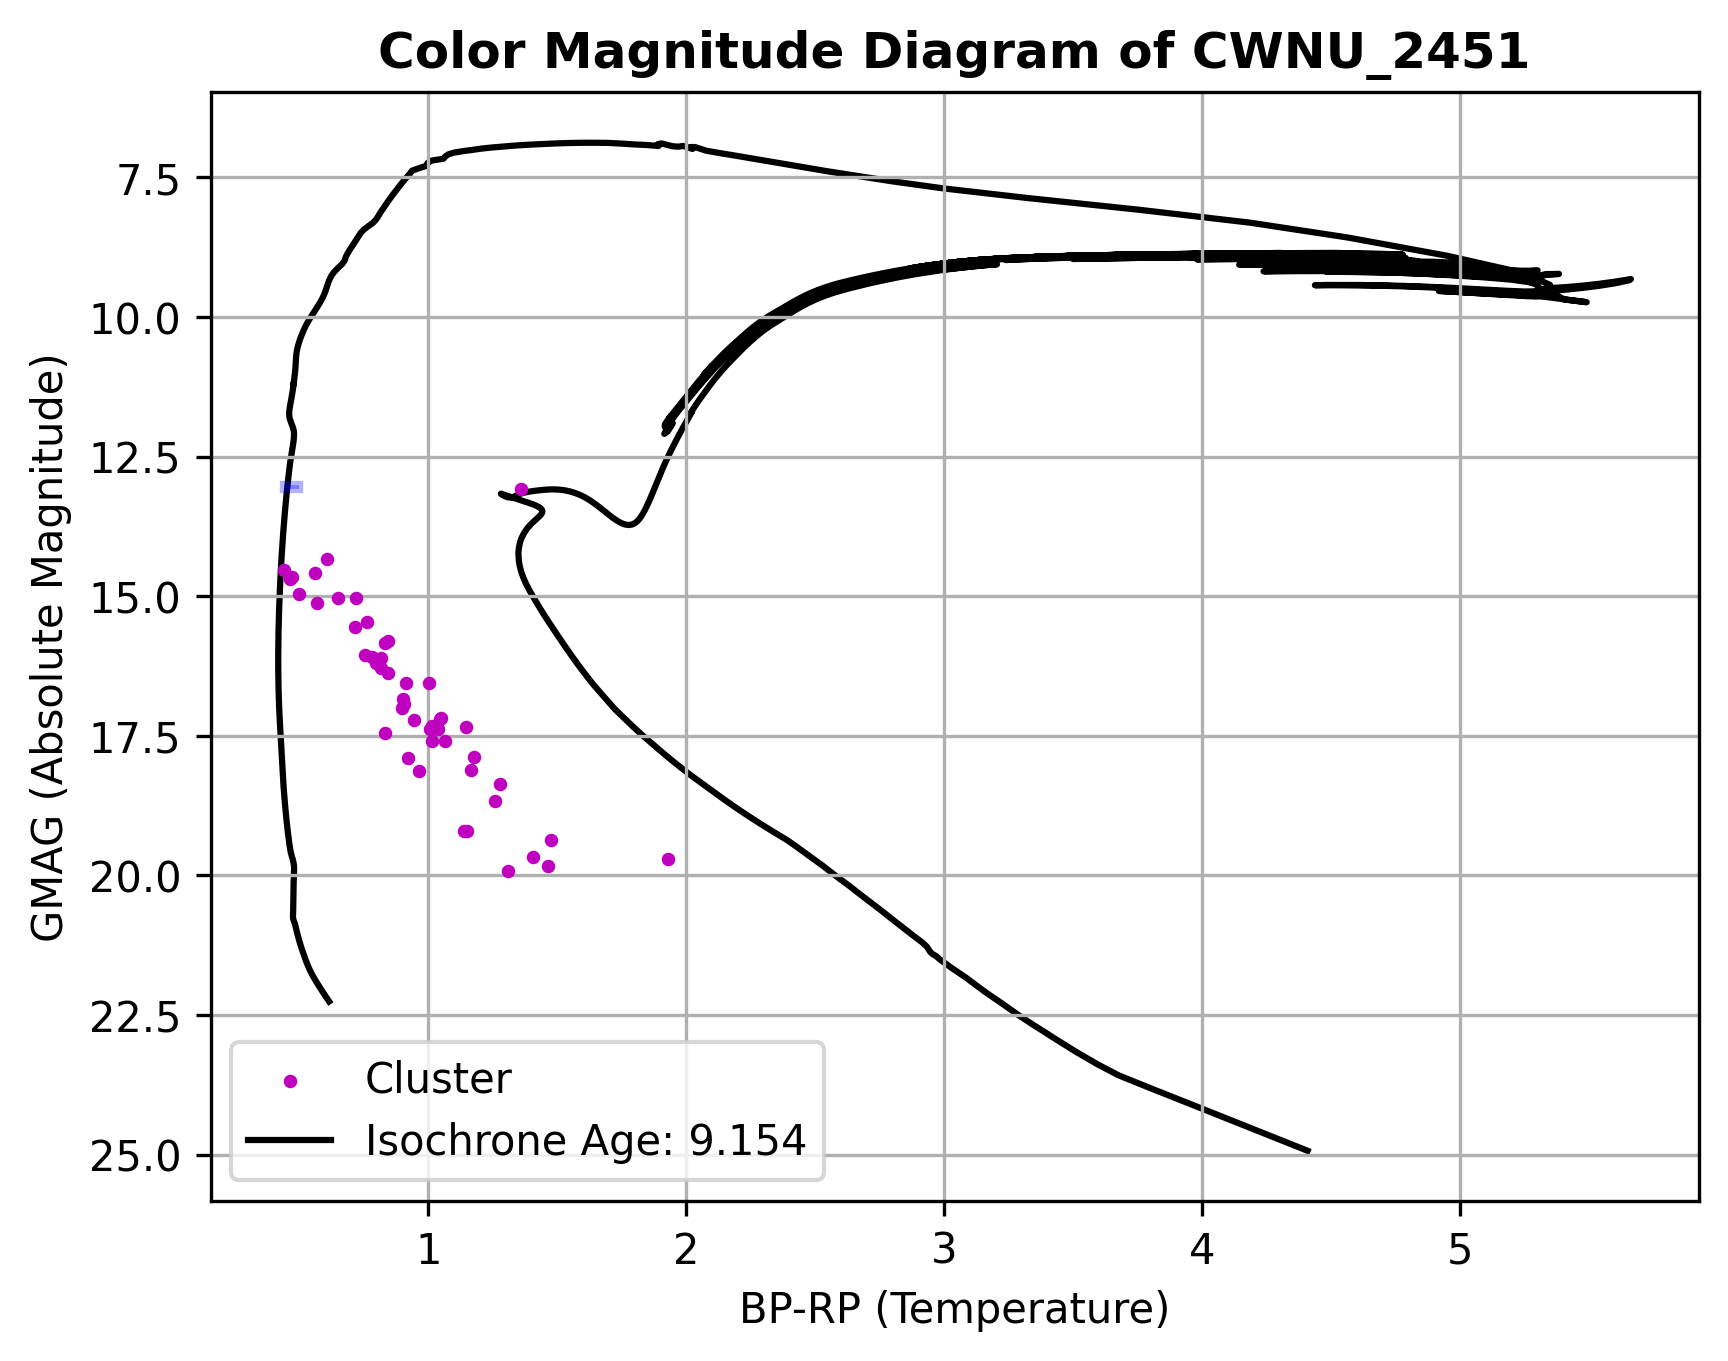 Color Magnitude Diagram of CWNU_2451
GMAG (Absolute Magnitude)
7.5
10.0
12.5
15.0
17.5
20.0
22.5
25.0
Cluster
Isochrone Age: 9.154
1 2 3 4 5
BP-RP (Temperature)